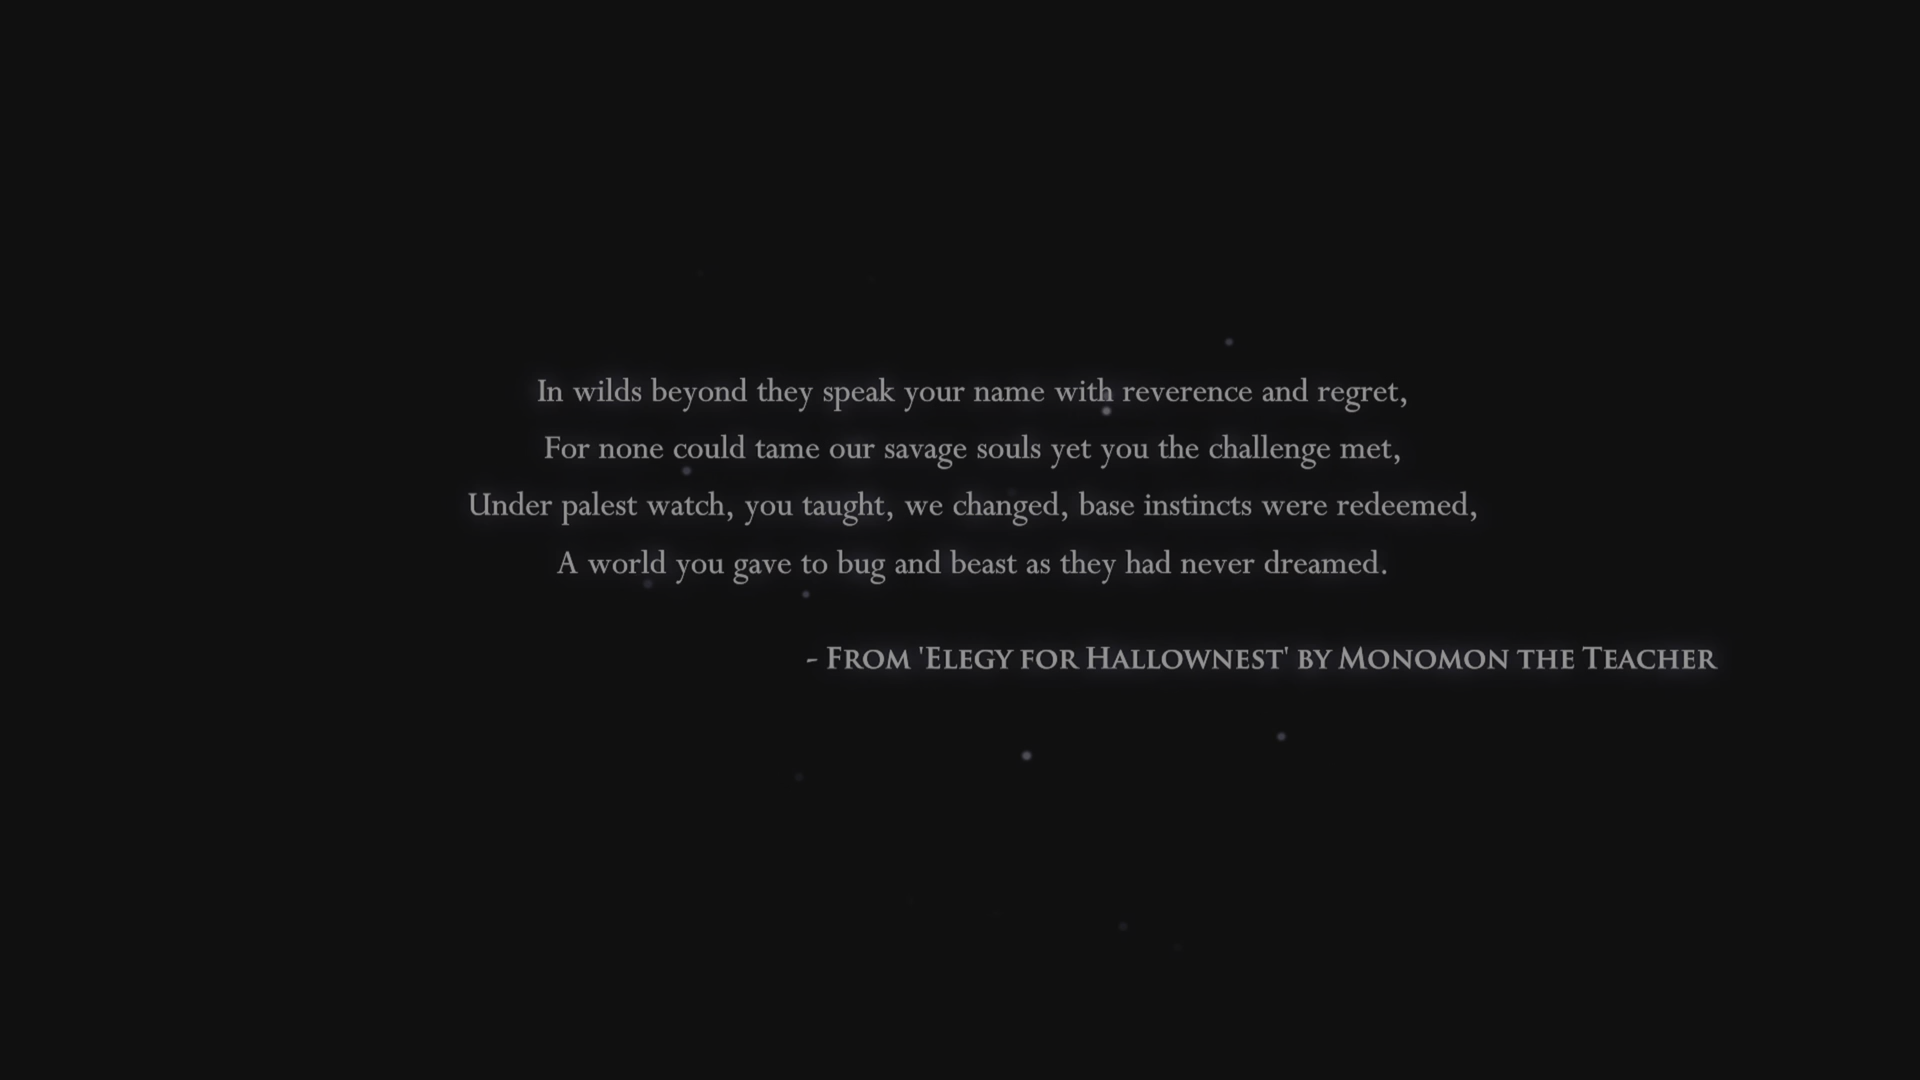 In wilds beyond they speak your name with reverence and regret,
For none could tame our savage souls yet you the challenge met,
Under palest watch, you taught, we changed, base instincts were redeemed,
A world you gave to bug and beast as they had never dreamed.
- From 'Elegy for Hallownest' by Monomon the Teacher